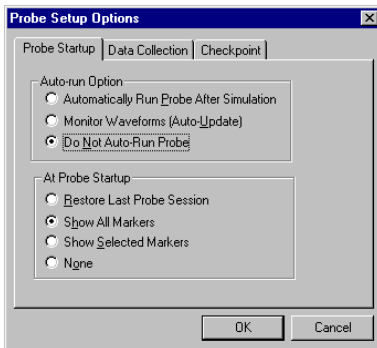 Probe Setup Options
Probe Startup Data Collection Checkpoint
Auto-run Option
Automatically Run Probe After Simulation
Monitor Waveforms (Auto-Update)
Do Not Auto-Run Probe
At Probe Startup
Restore Last Probe Session
Show All Markers
Show Selected Markers
None
OK Cancel